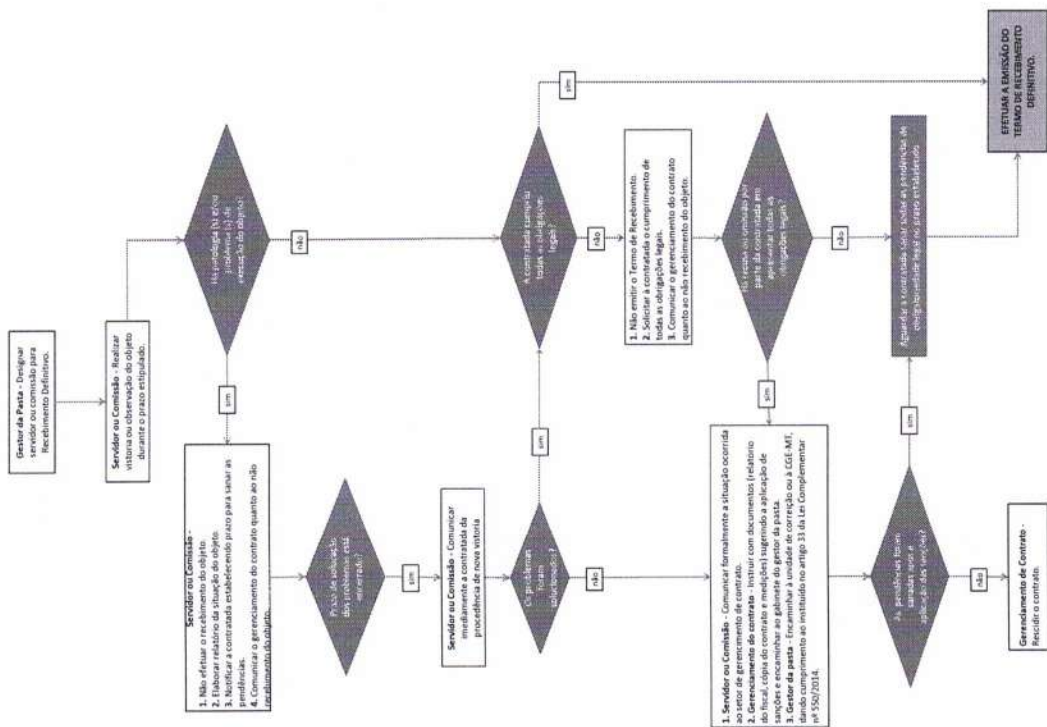 Gestor da Pasta - Designar
servidor ou comissão para
Recebimento Definitivo.
Servidor ou Comissão - Realizar
vistoria ou observação do objeto
durante o prazo estipulado.
Há patologia (s) e/ou
problema (s) de
execução do objeto?
sim
não
Servidor ou Comissão -
1. Não efetuar o recebimento do objeto.
2. Elaborar relatório da situação do objeto.
3. Notificar a contratada estabelecendo prazo para sanar as
pendências.
4. Comunicar o gerenciamento do contrato quanto ao não
recebimento do objeto.
Prazo de solução
dos problemas está
encerrado?
sim
Servidor ou Comissão - Comunicar
imediamente a contratada da
procedência de nova vistoria
Os problemas
foram
solucionados?
sim
não
A contratada cumpriu
todas as obrigações
legais?
sim
não
1. Não emitir o Termo de Recebimento.
2. Solicitar à contratada o cumprimento de
todas as obrigações legais.
3. Comunicar o gerenciamento do contrato
quanto ao não recebimento do objeto.
Há recusa ou omissão por
parte da contratada em
apresentar todas as
obrigações legais?
sim
não
1. Servidor ou Comissão - Comunicar formalmente a situação ocorrida
ao setor de gerencimento de contrato.
2. Gerenciamento do contrato - Instruir com documentos (relatório
do fiscal, cópia do contrato e medições) sugerindo a aplicação de
sanções e encaminhar ao gabinete do gestor da pasta.
3. Gestor da pasta - Encaminhar à unidade de correição ou à CGE-MT,
dando cumprimento ao instituído no artigo 33 da Lei Complementar
nº 550/2014.
As pendências foram
sanadas após a
aplicação das sanções?
sim
não
Aguardar a contratada sanar todas as pendências de
obrigatoriedade legal no prazo estabelecido
Gerenciamento de Contrato -
Rescidir o contrato.
EFETUAR A EMISSÃO DO
TERMO DE RECEBIMENTO
DEFINITIVO.